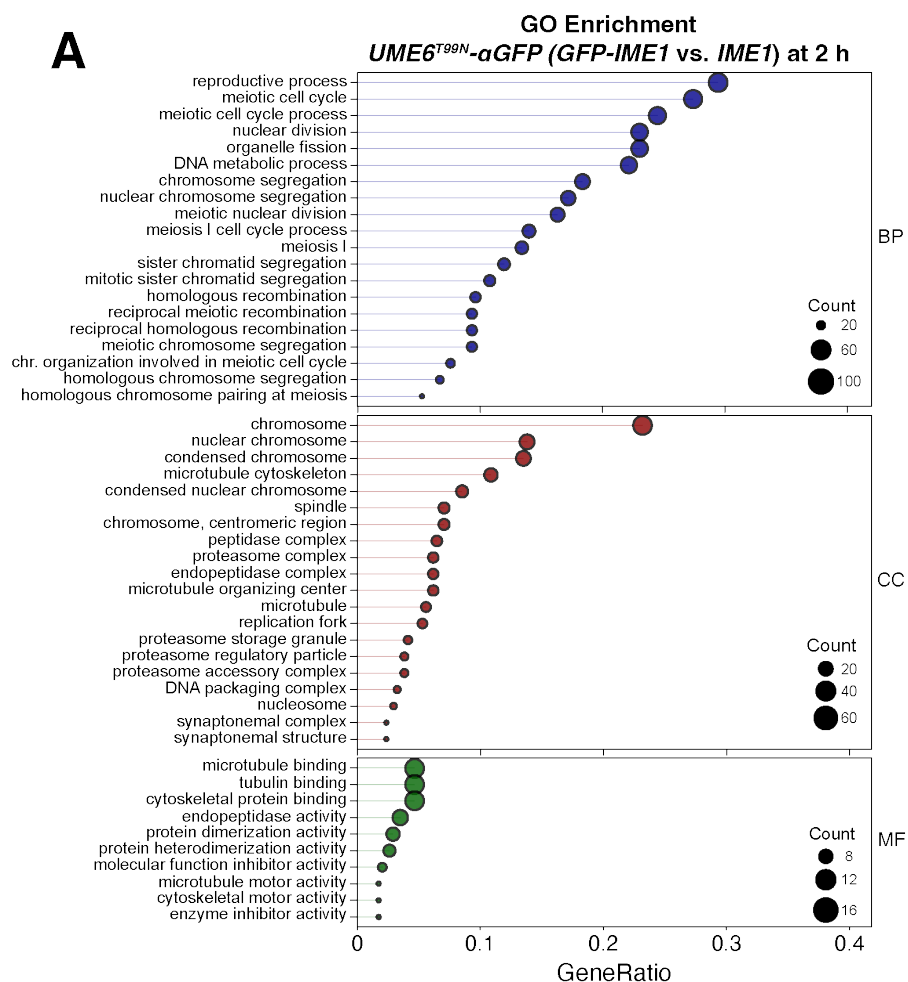 A
GO Enrichment
UME6T99N-αGFP (GFP-IME1 vs. IME1) at 2 h
reproductive process
meiotic cell cycle
meiotic cell cycle process
nuclear division
organelle fission
DNA metabolic process
chromosome segregation
nuclear chromosome segregation
meiotic nuclear division
meiosis I cell cycle process
meiosis I
sister chromatid segregation
mitotic sister chromatid segregation
homologous recombination
reciprocal meiotic recombination
reciprocal homologous recombination
meiotic chromosome segregation
chr. organization involved in meiotic cell cycle
homologous chromosome segregation
homologous chromosome pairing at meiosis
BP
Count
20
60
100
chromosome
nuclear chromosome
condensed chromosome
microtubule cytoskeleton
condensed nuclear chromosome
spindle
chromosome, centromeric region
peptidase complex
proteasome complex
endopeptidase complex
microtubule organizing center
microtubule
replication fork
proteasome storage granule
proteasome regulatory particle
proteasome accessory complex
DNA packaging complex
nucleosome
synaptonemal complex
synaptonemal structure
CC
Count
20
40
60
microtubule binding
tubulin binding
cytoskeletal protein binding
endopeptidase activity
protein dimerization activity
protein heterodimerization activity
molecular function inhibitor activity
microtubule motor activity
cytoskeletal motor activity
enzyme inhibitor activity
MF
Count
8
12
16
0 0.1 0.2 0.3 0.4
GeneRatio